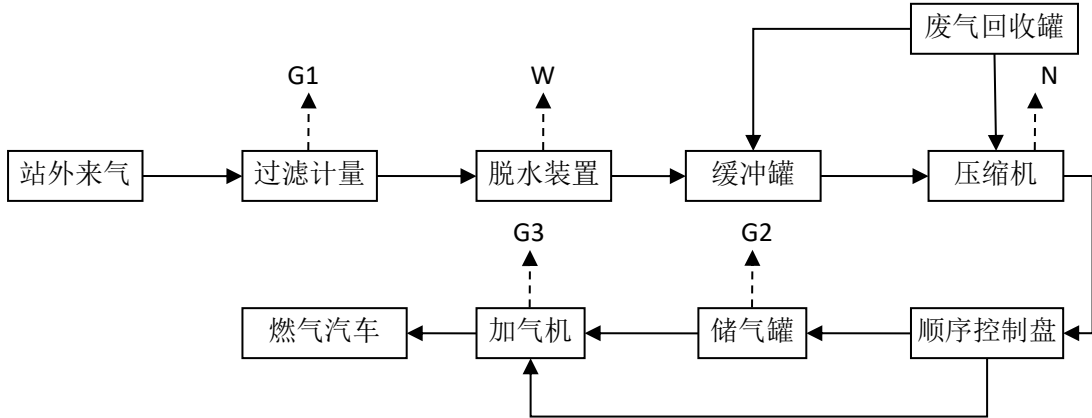 废气回收罐
G1
W
N
站外来气
过滤计量
脱水装置
缓冲罐
压缩机
G3
G2
燃气汽车
加气机
储气罐
顺序控制盘